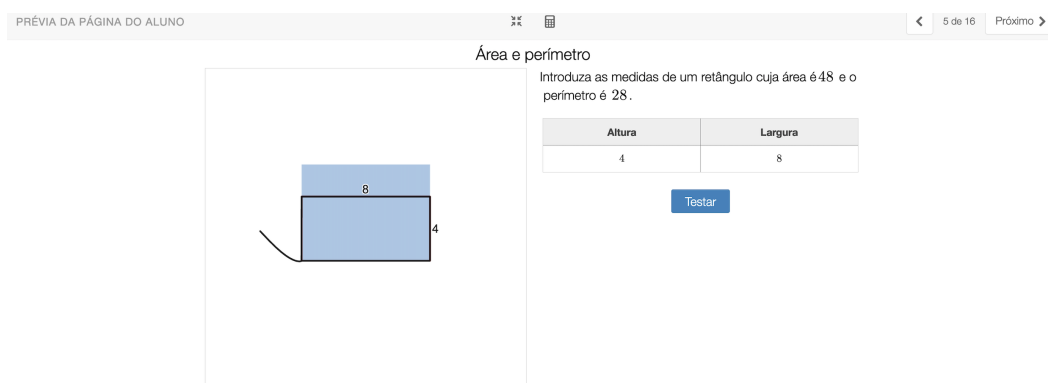 PRÉVIA DA PÁGINA DO ALUNO
5 de 16 Próximo
Área e perímetro
Introduza as medidas de um retângulo cuja área é 48 e o
perímetro é 28.
Altura Largura
4 8
Testar
8
4